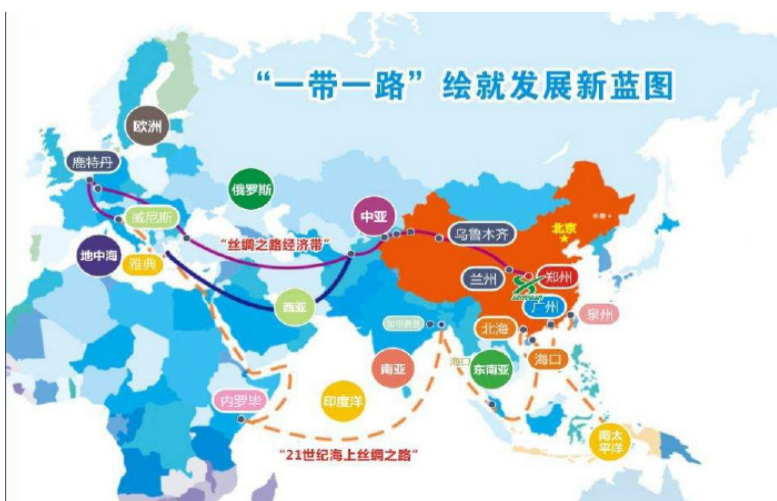 “一带一路”绘就发展新蓝图
欧洲
鹿特丹
俄罗斯
威尼斯
中亚
乌鲁木齐
北京
“丝绸之路经济带”
地中海
雅典
兰州
郑州
西亚
广州
泉州
北海
海口
海口
南亚
东南亚
内罗毕
印度洋
南太
平洋
“21世纪海上丝绸之路”